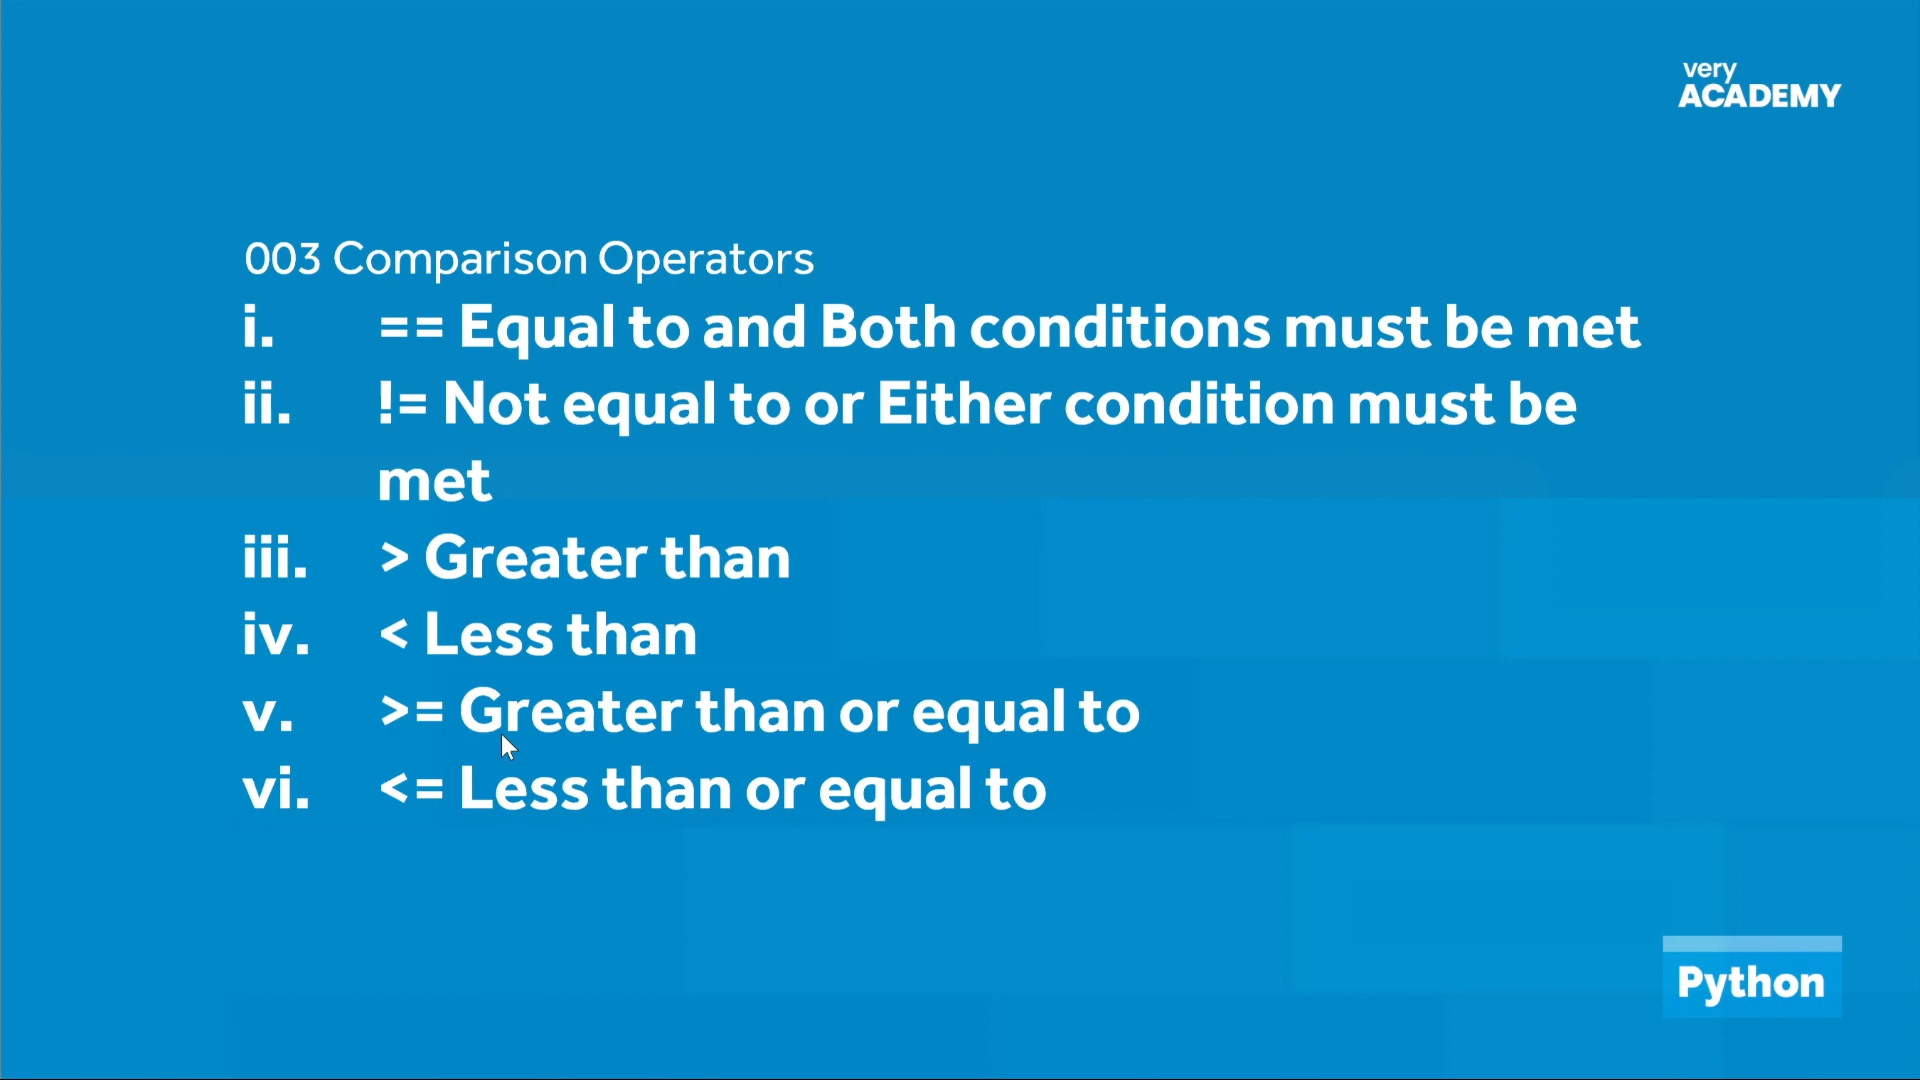 very
ACADEMY
003 Comparison Operators
i. == Equal to and Both conditions must be met
ii. != Not equal to or Either condition must be
met
iii. > Greater than
iv. < Less than
v. >= Greater than or equal to
vi. <= Less than or equal to
Python